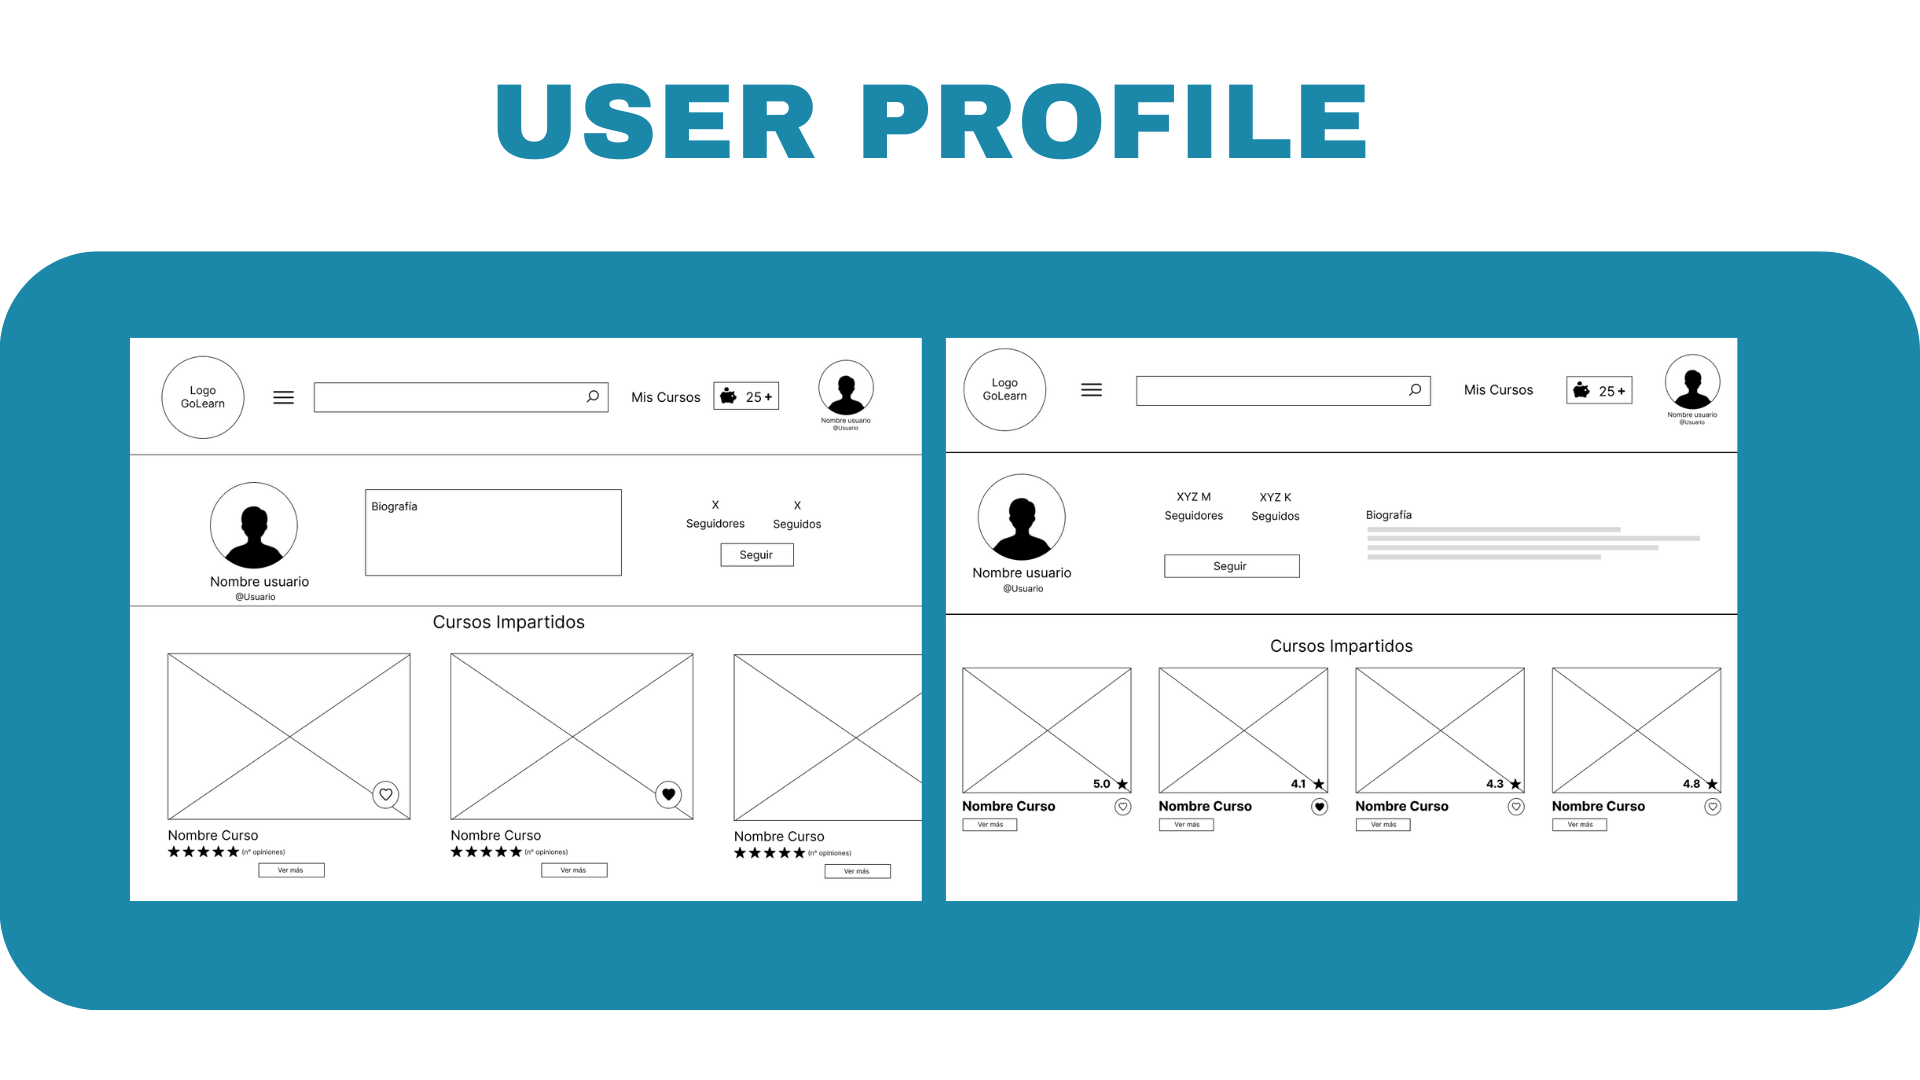 USER PROFILE
Logo
GoLearn
Mis Cursos
25 +
Nombre usuario
@Usuario
Biografía
X
Seguidores
X
Seguidos
Seguir
Nombre usuario
@Usuario
Cursos Impartidos
Nombre Curso
(nº opiniones)
Ver más
Nombre Curso
(nº opiniones)
Ver más
Nombre Curso
(nº opiniones)
Ver más
Logo
GoLearn
Mis Cursos
25 +
Nombre usuario
@Usuario
XYZ M
Seguidores
XYZ K
Seguidos
Seguir
Biografía
Nombre usuario
@Usuario
Cursos Impartidos
5.0
Nombre Curso
Ver más
4.1
Nombre Curso
Ver más
4.3
Nombre Curso
Ver más
4.8
Nombre Curso
Ver más